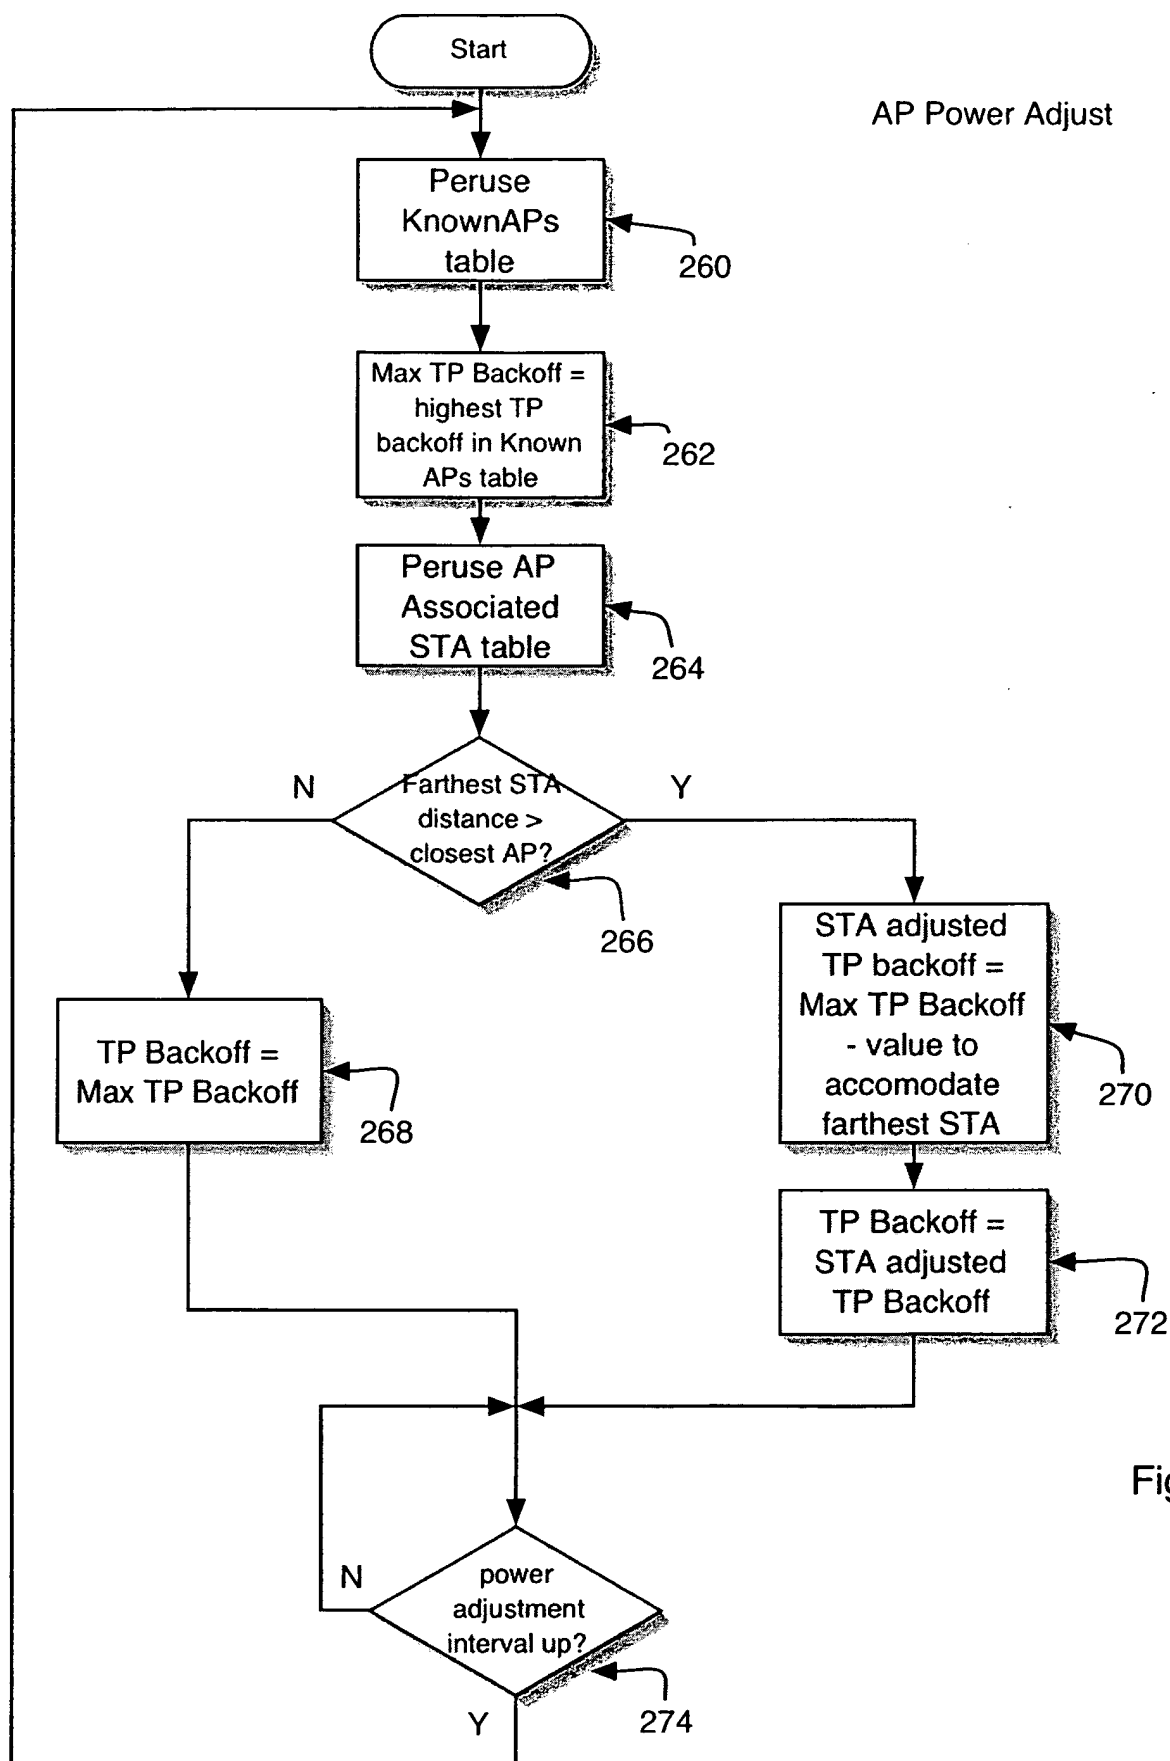 Start
AP Power Adjust
Peruse
KnownAPs
table
260
Max TP Backoff =
highest TP
backoff in Known
APs table
262
Peruse AP
Associated
STA table
264
N
Farthest STA
distance >
closest AP?
Y
266
STA adjusted
TP backoff =
Max TP Backoff
- value to
accomodate
farthest STA
270
TP Backoff =
Max TP Backoff
268
TP Backoff =
STA adjusted
TP Backoff
272
Fig
N
power
adjustment
interval up?
Y
274